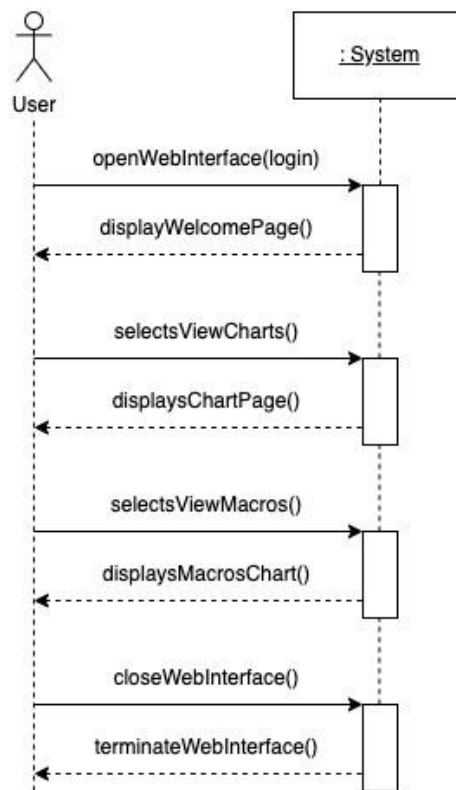 : System
User
openWebInterface(login)
displayWelcomePage()
selectsViewCharts()
displaysChartPage()
selectsViewMacros()
displaysMacrosChart()
closeWebInterface()
terminateWebInterface()